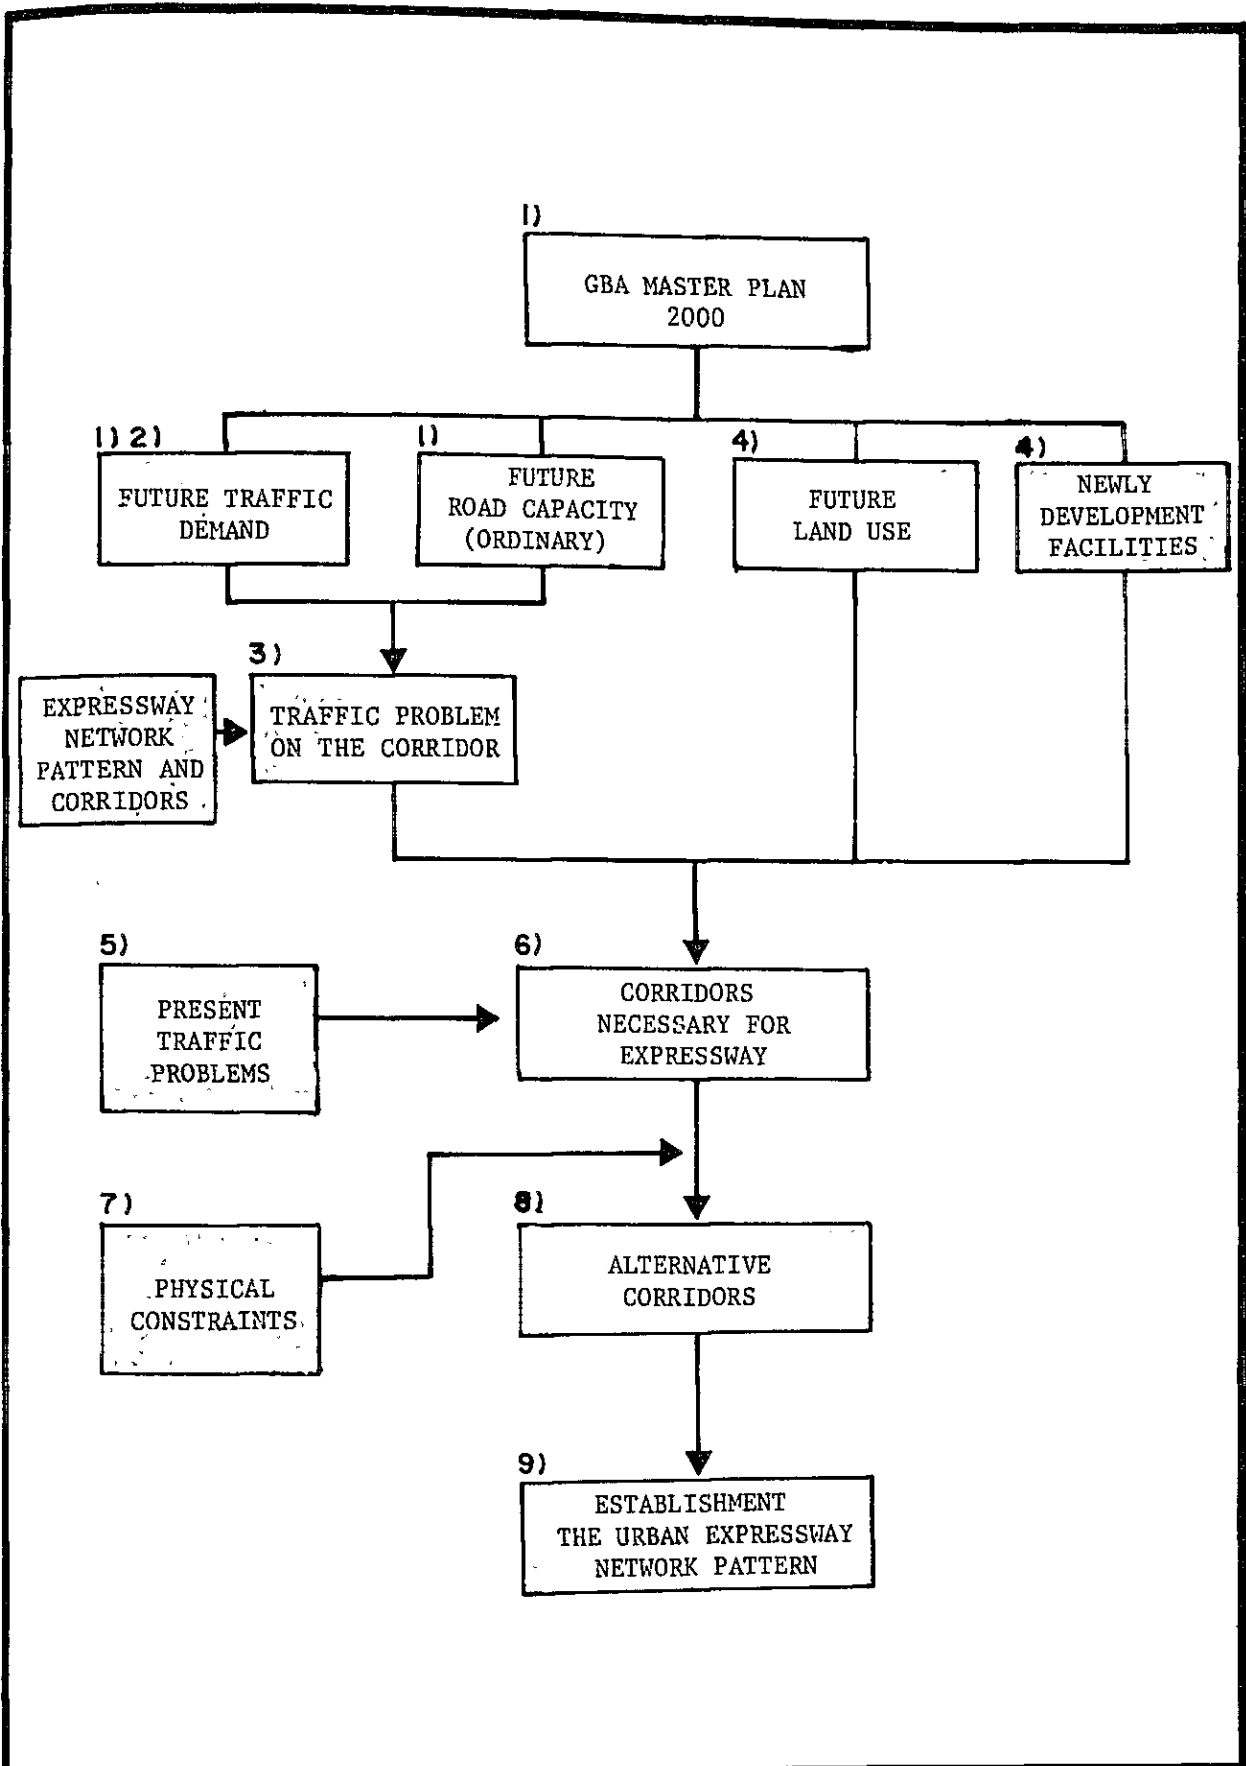 1)
GBA MASTER PLAN
2000
1) 2)
FUTURE TRAFFIC
DEMAND
1)
FUTURE
ROAD CAPACITY
(ORDINARY)
4)
FUTURE
LAND USE
4)
NEWLY
DEVELOPMENT
FACILITIES
EXPRESSWAY
NETWORK
PATTERN AND
CORRIDORS
3)
TRAFFIC PROBLEM
ON THE CORRIDOR
5)
PRESENT
TRAFFIC
PROBLEMS
6)
CORRIDORS
NECESSARY FOR
EXPRESSWAY
7)
PHYSICAL
CONSTRAINTS
8)
ALTERNATIVE
CORRIDORS
9)
ESTABLISHMENT
THE URBAN EXPRESSWAY
NETWORK PATTERN